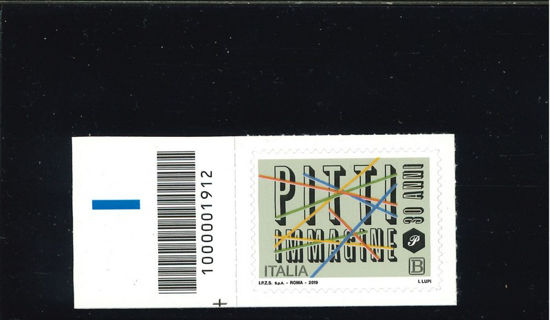 1000001912
PITTI
IMMAGINE
30 ANNI
P
ITALIA
B
I.P.Z.S. S.p.A. - ROMA - 2019
I. LUPI